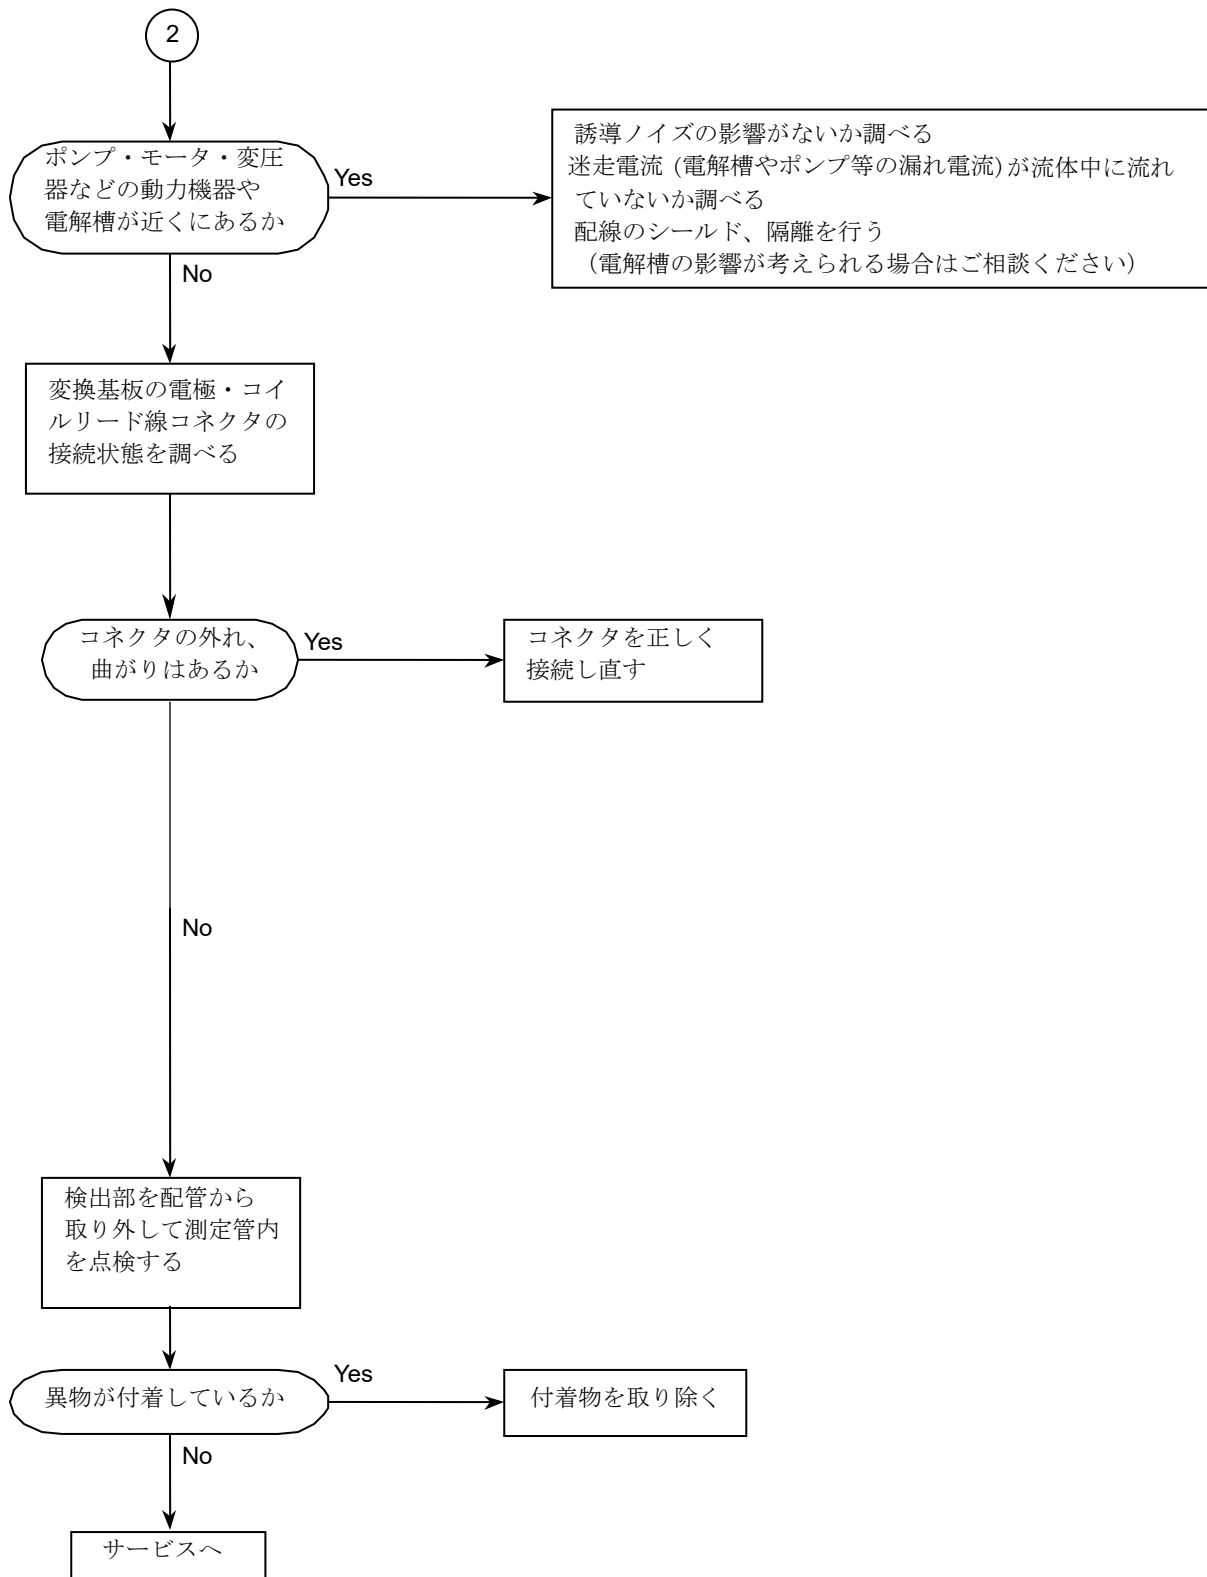 2
ポンプ・モータ・変圧
器などの動力機器や
電解槽が近くにあるか
Yes
誘導ノイズの影響がないか調べる
迷走電流 (電解槽やポンプ等の漏れ電流)が流体中に流れ
ていないか調べる
配線のシールド、隔離を行う
（電解槽の影響が考えられる場合はご相談ください）
No
変換基板の電極・コイ
ルリード線コネクタの
接続状態を調べる
コネクタの外れ、
曲がりはあるか
Yes
コネクタを正しく
接続し直す
No
検出部を配管から
取り外して測定管内
を点検する
異物が付着しているか
Yes
付着物を取り除く
No
サービスへ